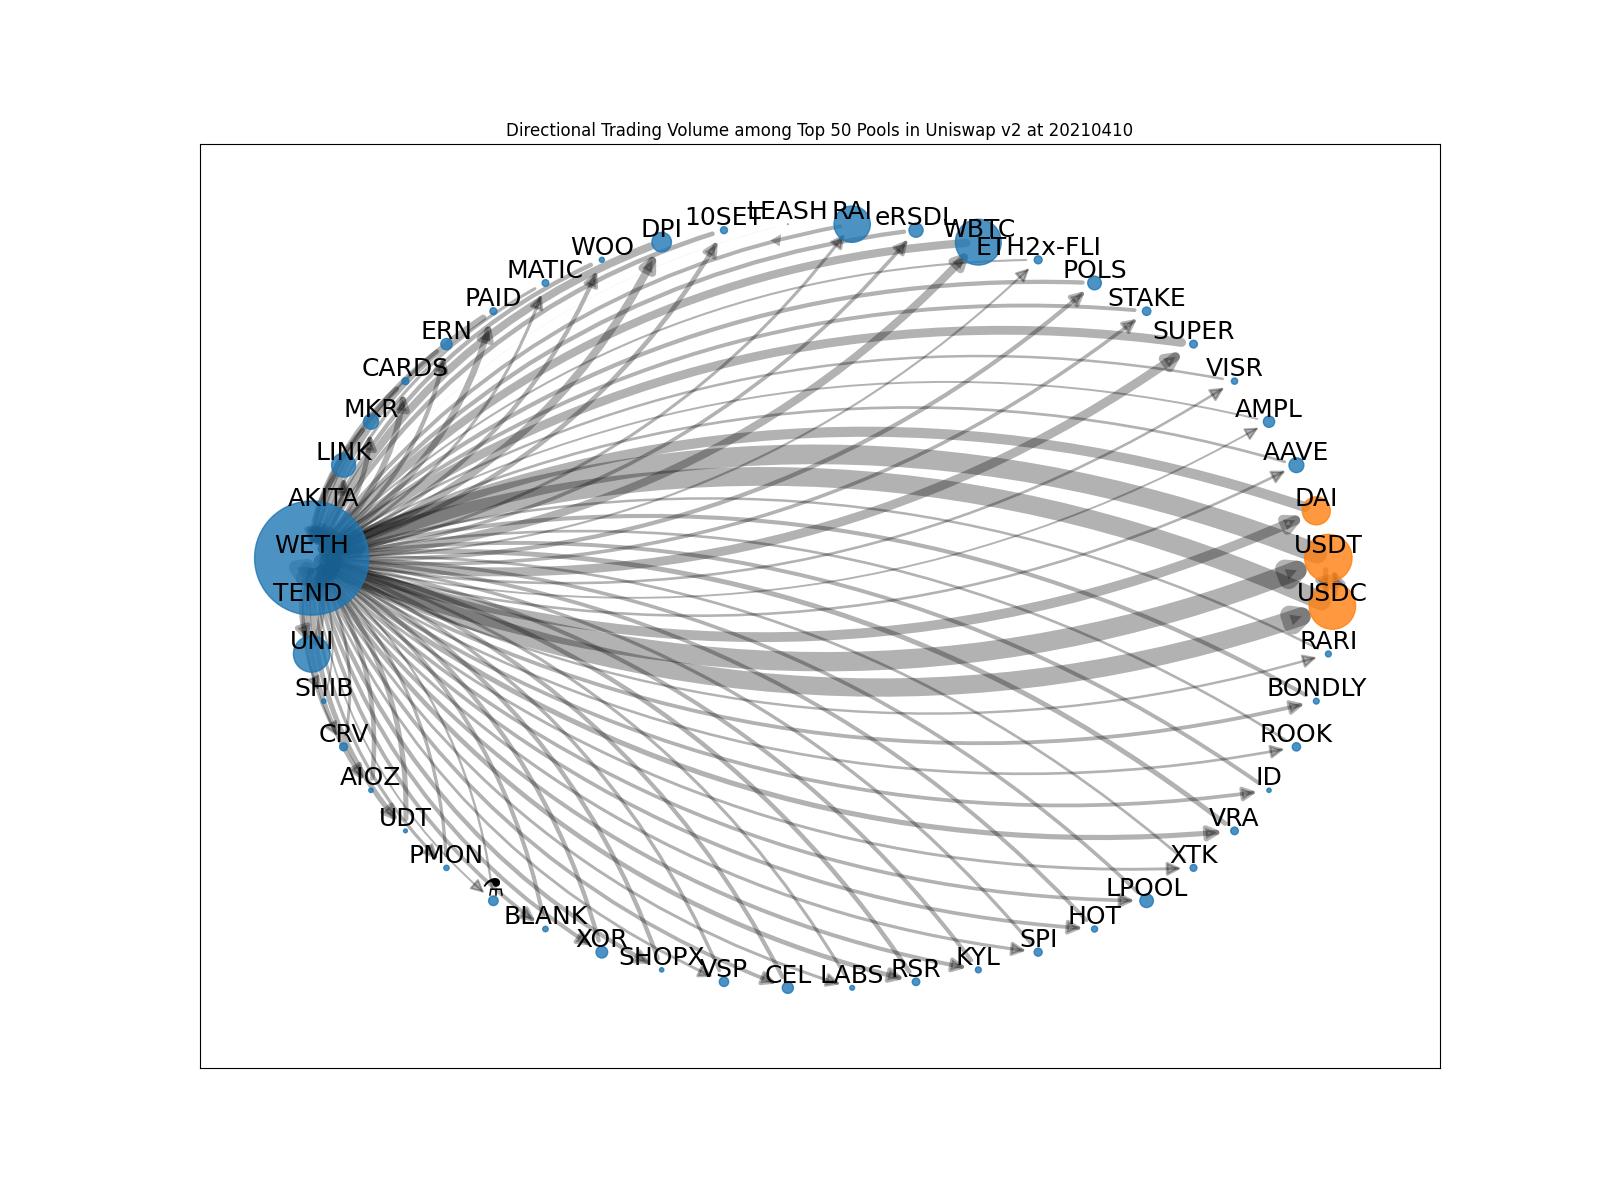 Directional Trading Volume among Top 50 Pools in Uniswap v2 at 20210410
10SET LEASH RAI eRSDL
DPI WBTC
WOO ETH2x-FLI
MATIC POLS
PAID STAKE
ERN SUPER
CARDS VISR
MKR AMPL
LINK AAVE
AKITA DAI
WETH USDT
TEND USDC
UNI RARI
SHIB BONDLY
CRV ROOK
AIOZ ID
UDT VRA
PMON XTK
⚗ LPOOL
BLANK HOT
XOR SPI
SHOPX KYL
VSP RSR
CEL LABS